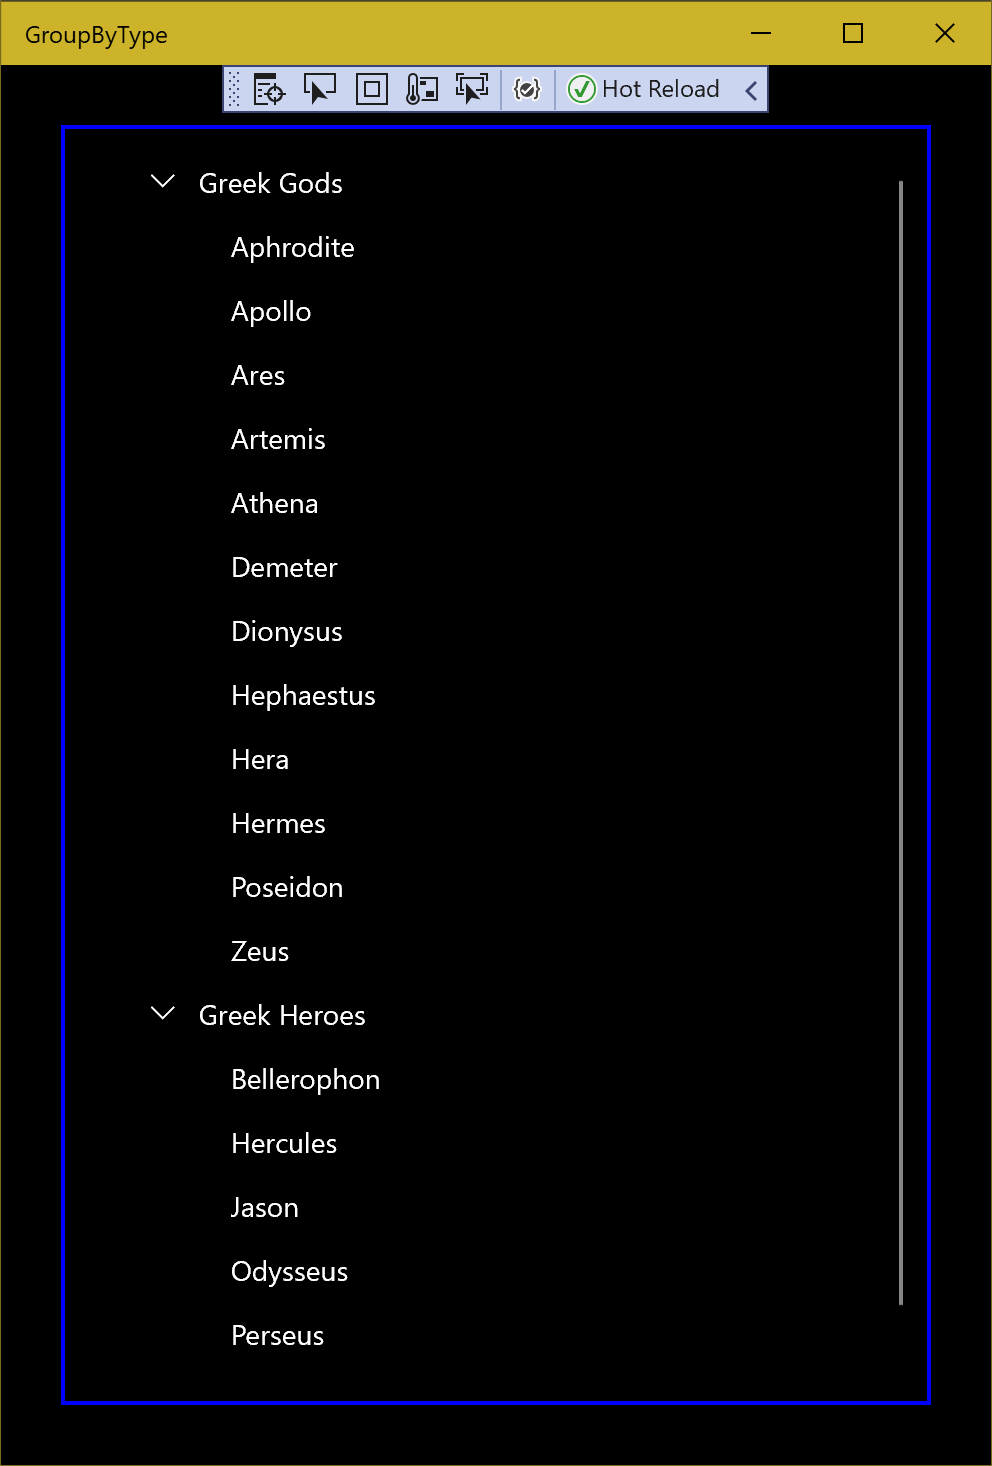 GroupByType
Hot Reload
Greek Gods
Aphrodite
Apollo
Ares
Artemis
Athena
Demeter
Dionysus
Hephaestus
Hera
Hermes
Poseidon
Zeus
Greek Heroes
Bellerophon
Hercules
Jason
Odysseus
Perseus